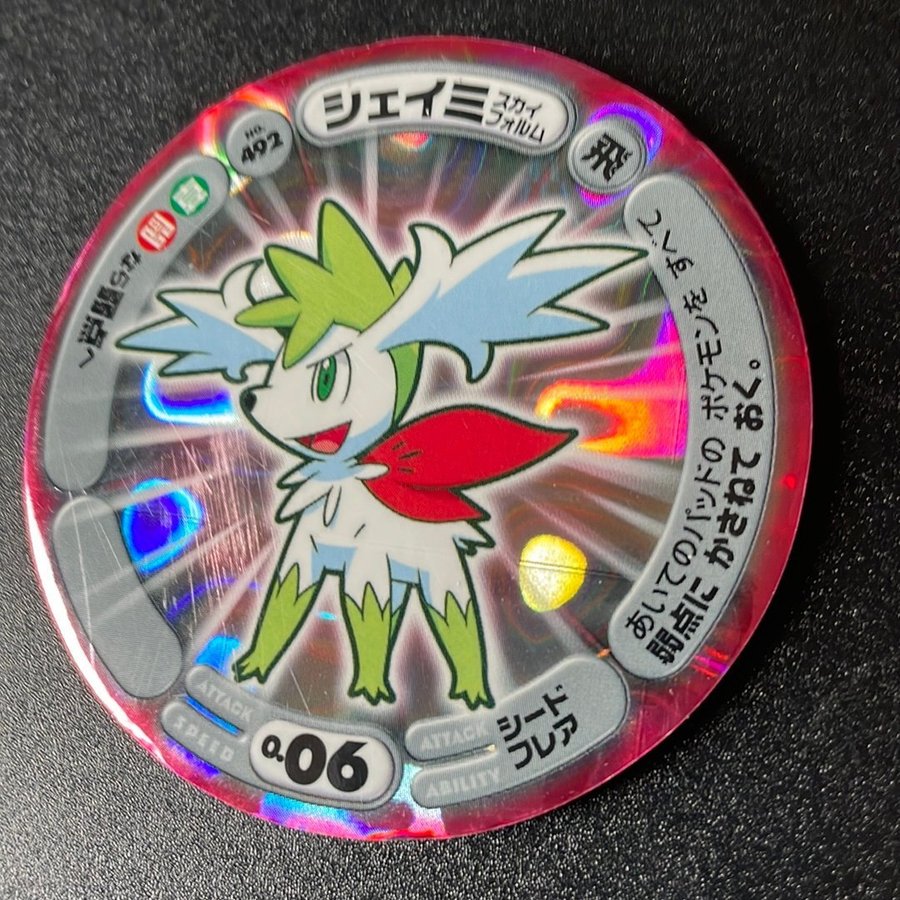 シェイミ
スカイ
フォルム
NO.
492
飛
あいてのパッドの ポケモンを すべて
弱点に かさねて おく。
ATTACK
SPEED
0.06
ATTACK
ABILITY
シード
フレア